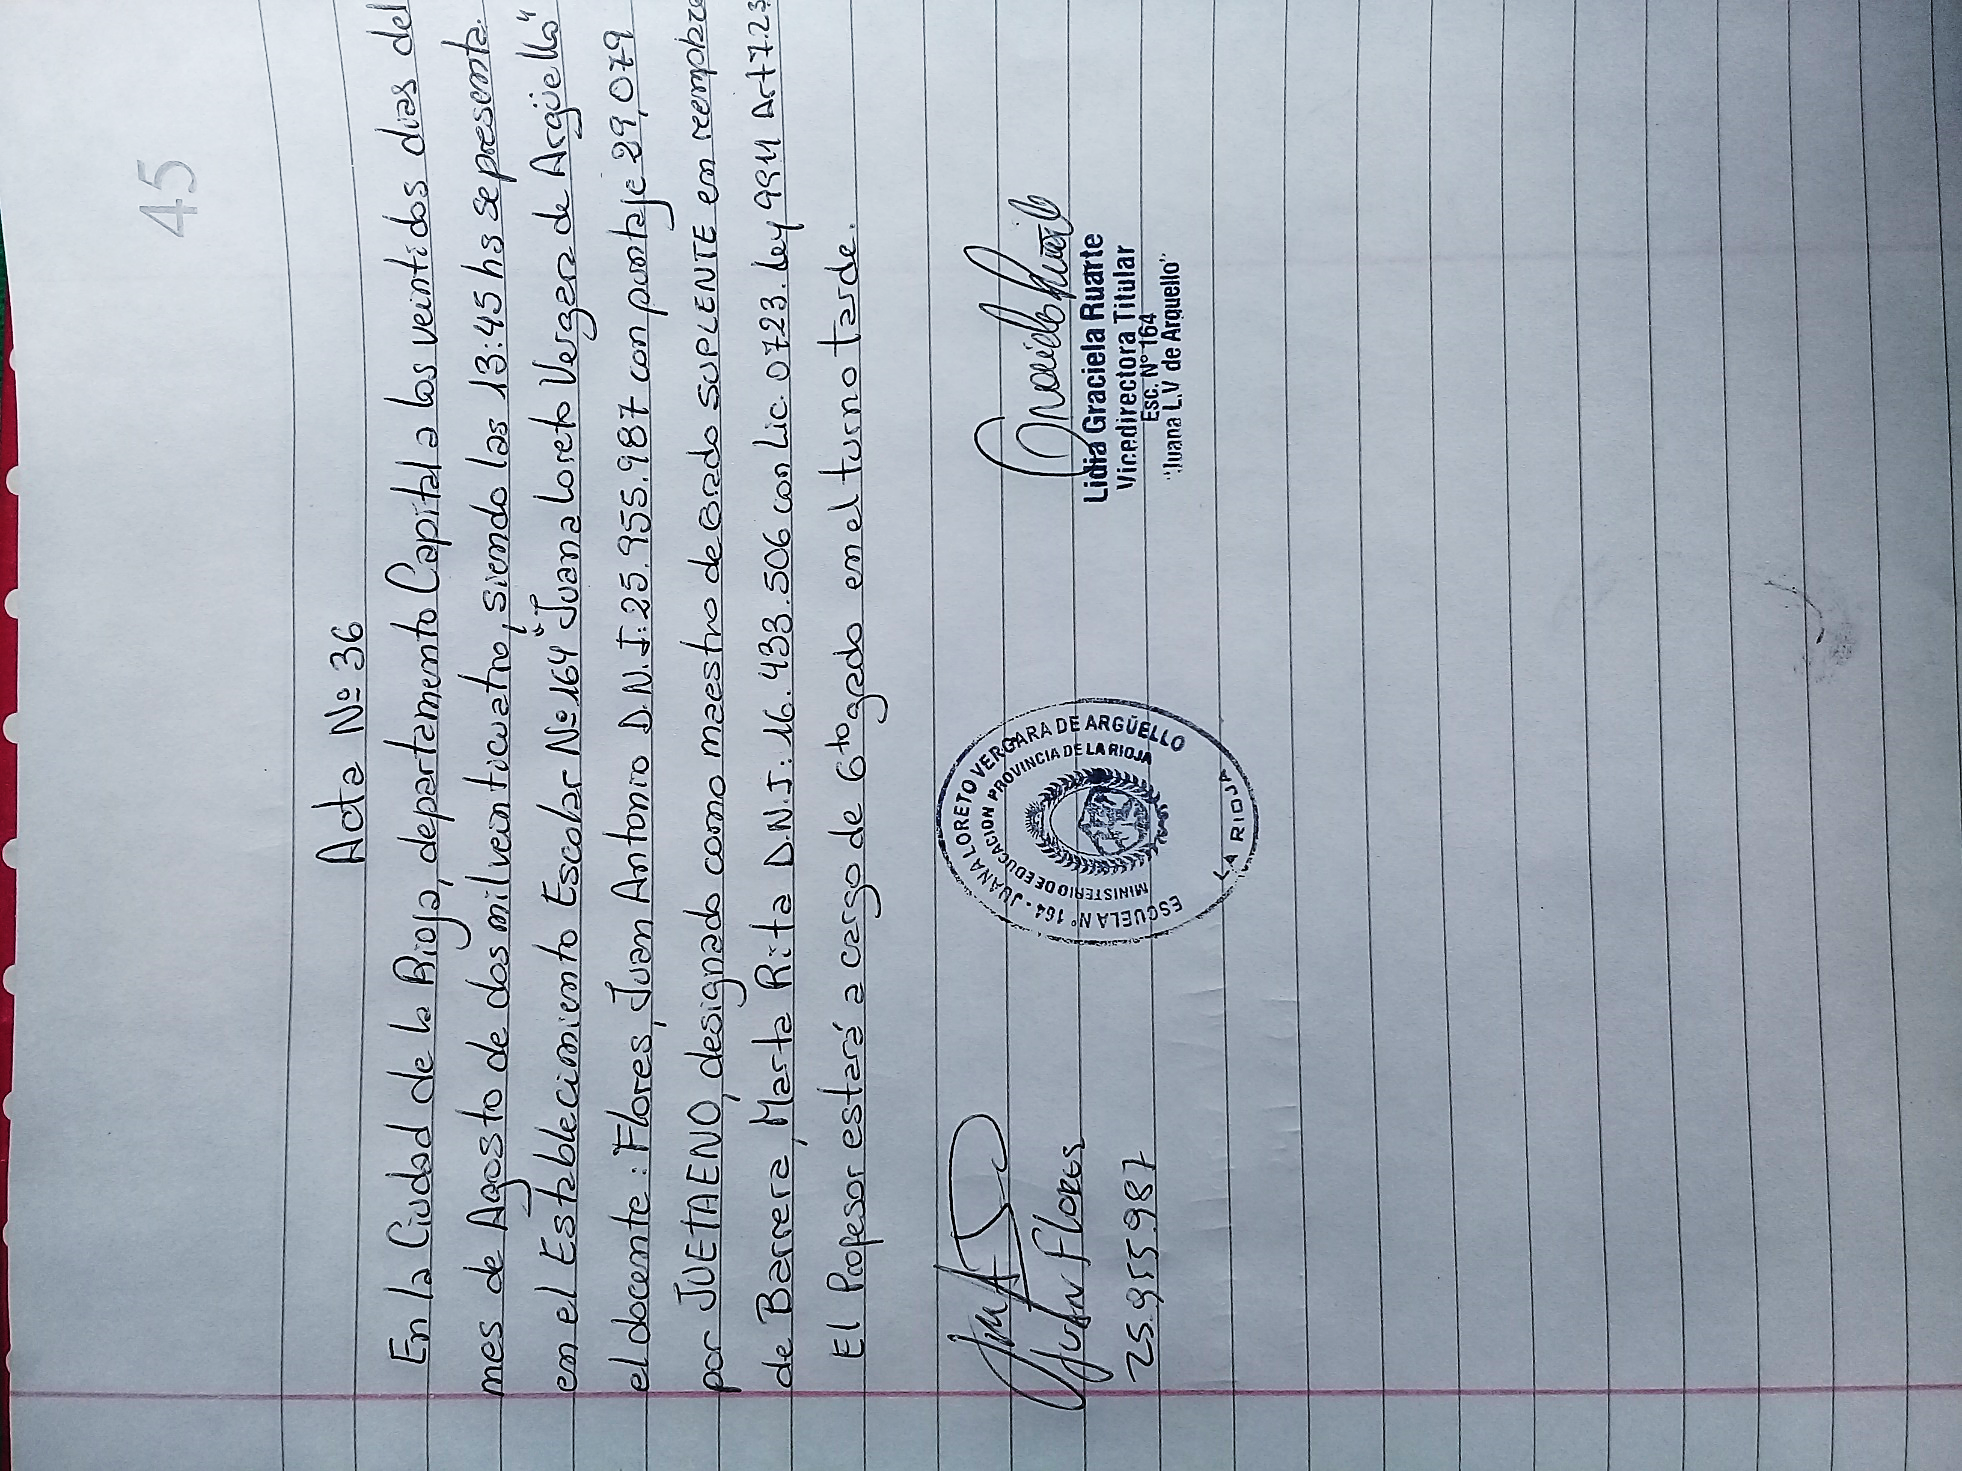 45
Acta Nº 36
En la Ciudad de la Rioja, departamento Capital a los veintidos dias del
mes de Agosto de dos mil veinticuatro, siendo las 13:45 hs se presenta
en el Establecimiento Escolar Nº 164 "Juana Loreto Vergara de Argüello"
el docente: Flores, Juan Antonio D.N.I: 25.955.987 con puntaje 29,079
por JUETAENO, designado como maestro de Grado SUPLENTE en reemplazo
de Barrera, Marta Rita D.N.I: 16.433.506 con Lic. 0723. Ley 9911 Art 7.23
El Profesor estará a cargo de 6to grado en el turno tarde.
Juan Flores
25.955.987
ESCUELA Nº 164 - JUANA LORETO VERGARA DE ARGÜELLO
MINISTERIO DE EDUCACION PROVINCIA DE LA RIOJA
LA RIOJA
Lidia Graciela Ruarte
Vicedirectora Titular
Esc. Nº 164
"Juana L.V de Arguello"